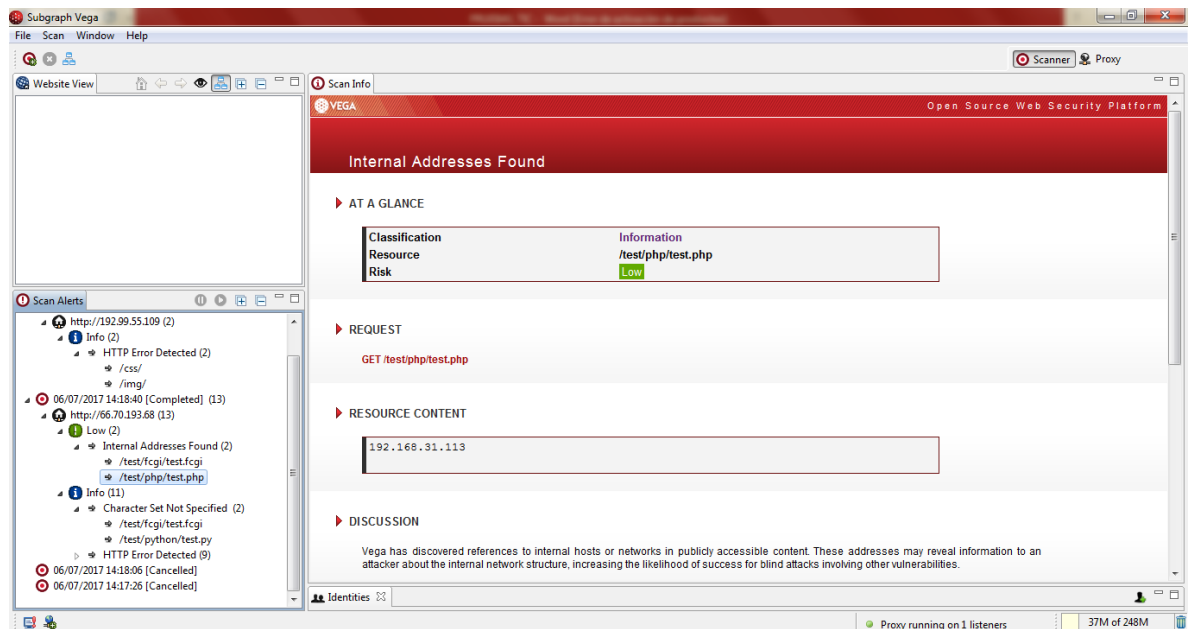 Subgraph Vega
File Scan Window Help
Scanner Proxy
Website View
Scan Info
VEGA
Open Source Web Security Platform
Internal Addresses Found
AT A GLANCE
Classification Information
Resource /test/php/test.php
Risk Low
REQUEST
GET /test/php/test.php
RESOURCE CONTENT
192.168.31.113
DISCUSSION
Vega has discovered references to internal hosts or networks in publicly accessible content. These addresses may reveal information to an
attacker about the internal network structure, increasing the likelihood of success for blind attacks involving other vulnerabilities.
Scan Alerts
http://192.99.55.109 (2)
Info (2)
HTTP Error Detected (2)
/css/
/img/
06/07/2017 14:18:40 [Completed] (13)
http://66.70.193.68 (13)
Low (2)
Internal Addresses Found (2)
/test/fcgi/test.fcgi
/test/php/test.php
Info (11)
Character Set Not Specified (2)
/test/fcgi/test.fcgi
/test/python/test.py
HTTP Error Detected (9)
06/07/2017 14:18:06 [Cancelled]
06/07/2017 14:17:26 [Cancelled]
Identities
Proxy running on 1 listeners
37M of 248M